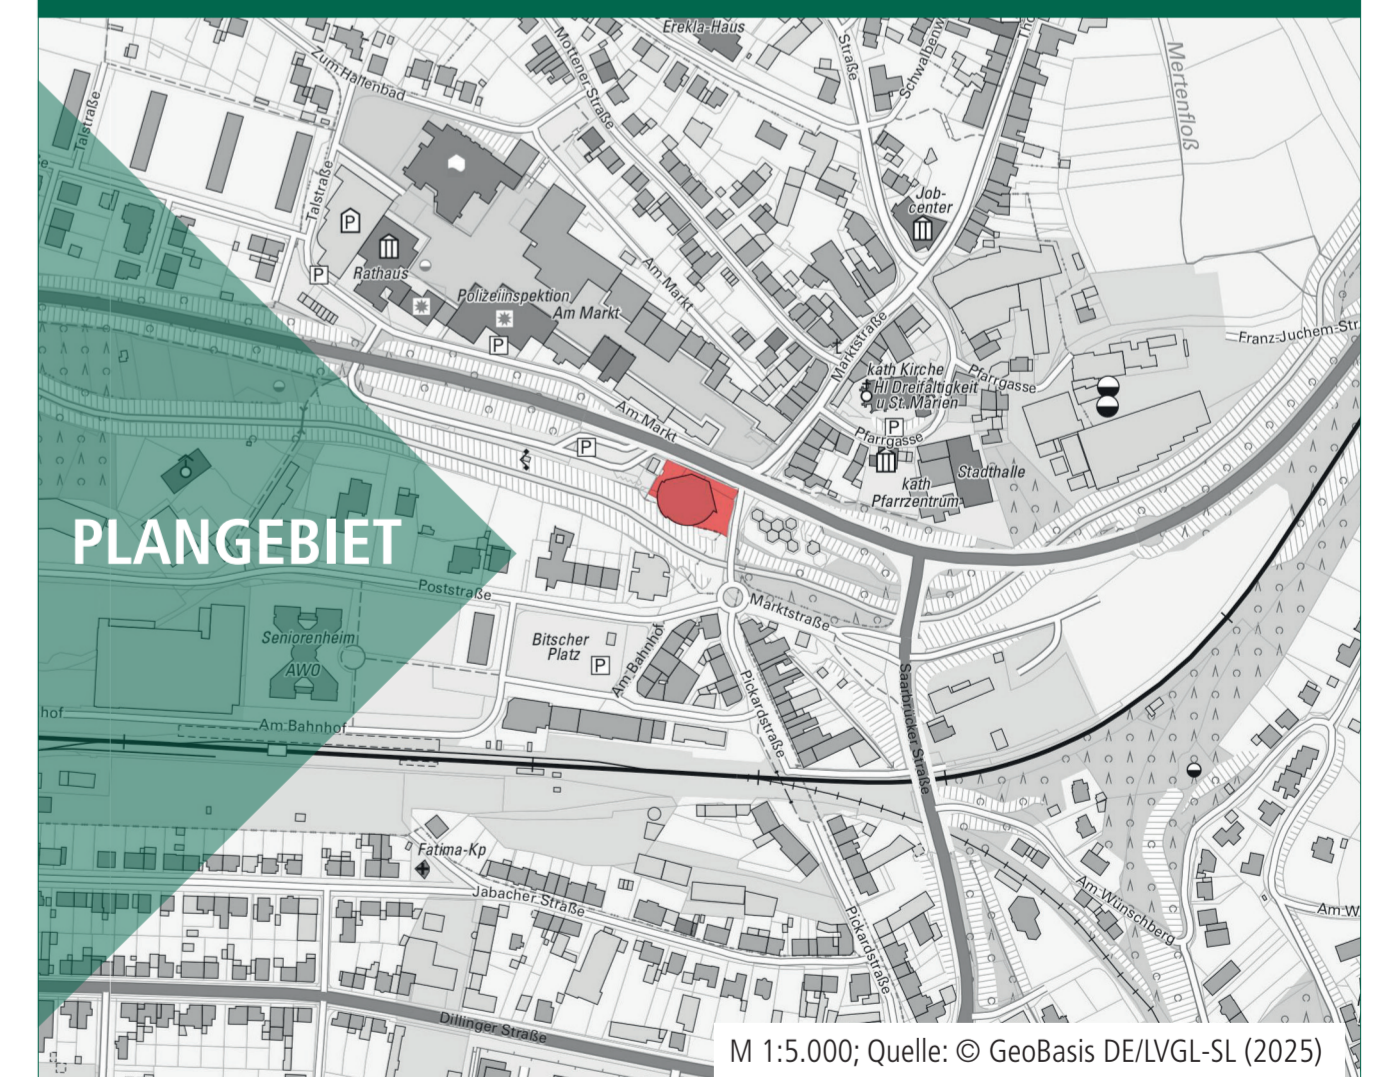 Erekla-Haus
Zum Hallenbad
Mottener Straße
Straße
Schwalbenw
Tho
Mertenfloß
Talstraße
Talstraße
Job-
center
P
Rathaus
P
Polizeiinspektion
Am Markt
Am Markt
P
Marktstraße
Franz-Juchem-Str
kath Kirche
Hl Dreifaltigkeit
u St. Marien
Pfarrgasse
P
Pfarrgasse
Am Markt
P
Stadthalle
kath
Pfarrzentrum
PLANGEBIET
Poststraße
Marktstraße
Seniorenheim
AWO
Bitscher
Platz
P
Am Bahnhof
Pickardstraße
Saarbrücker Straße
hof
Am Bahnhof
Fatima-Kp
Jabacher Straße
Pickardstraße
Am Wünschberg
Am W
Dillinger Straße
M 1:5.000; Quelle: © GeoBasis DE/LVGL-SL (2025)